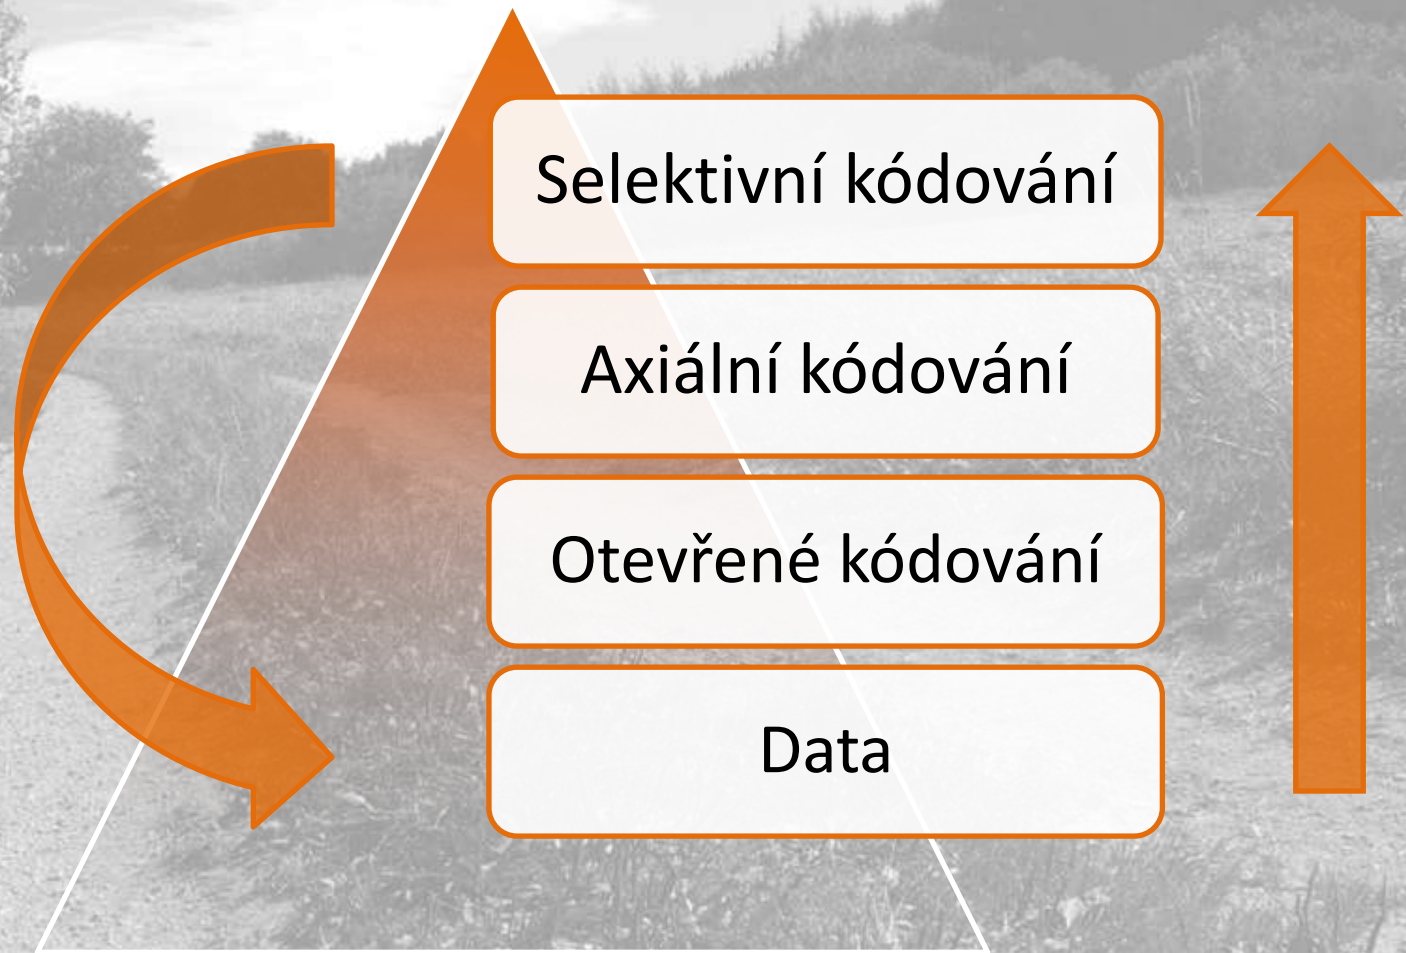 Selektivní kódování
Axiální kódování
Otevřené kódování
Data